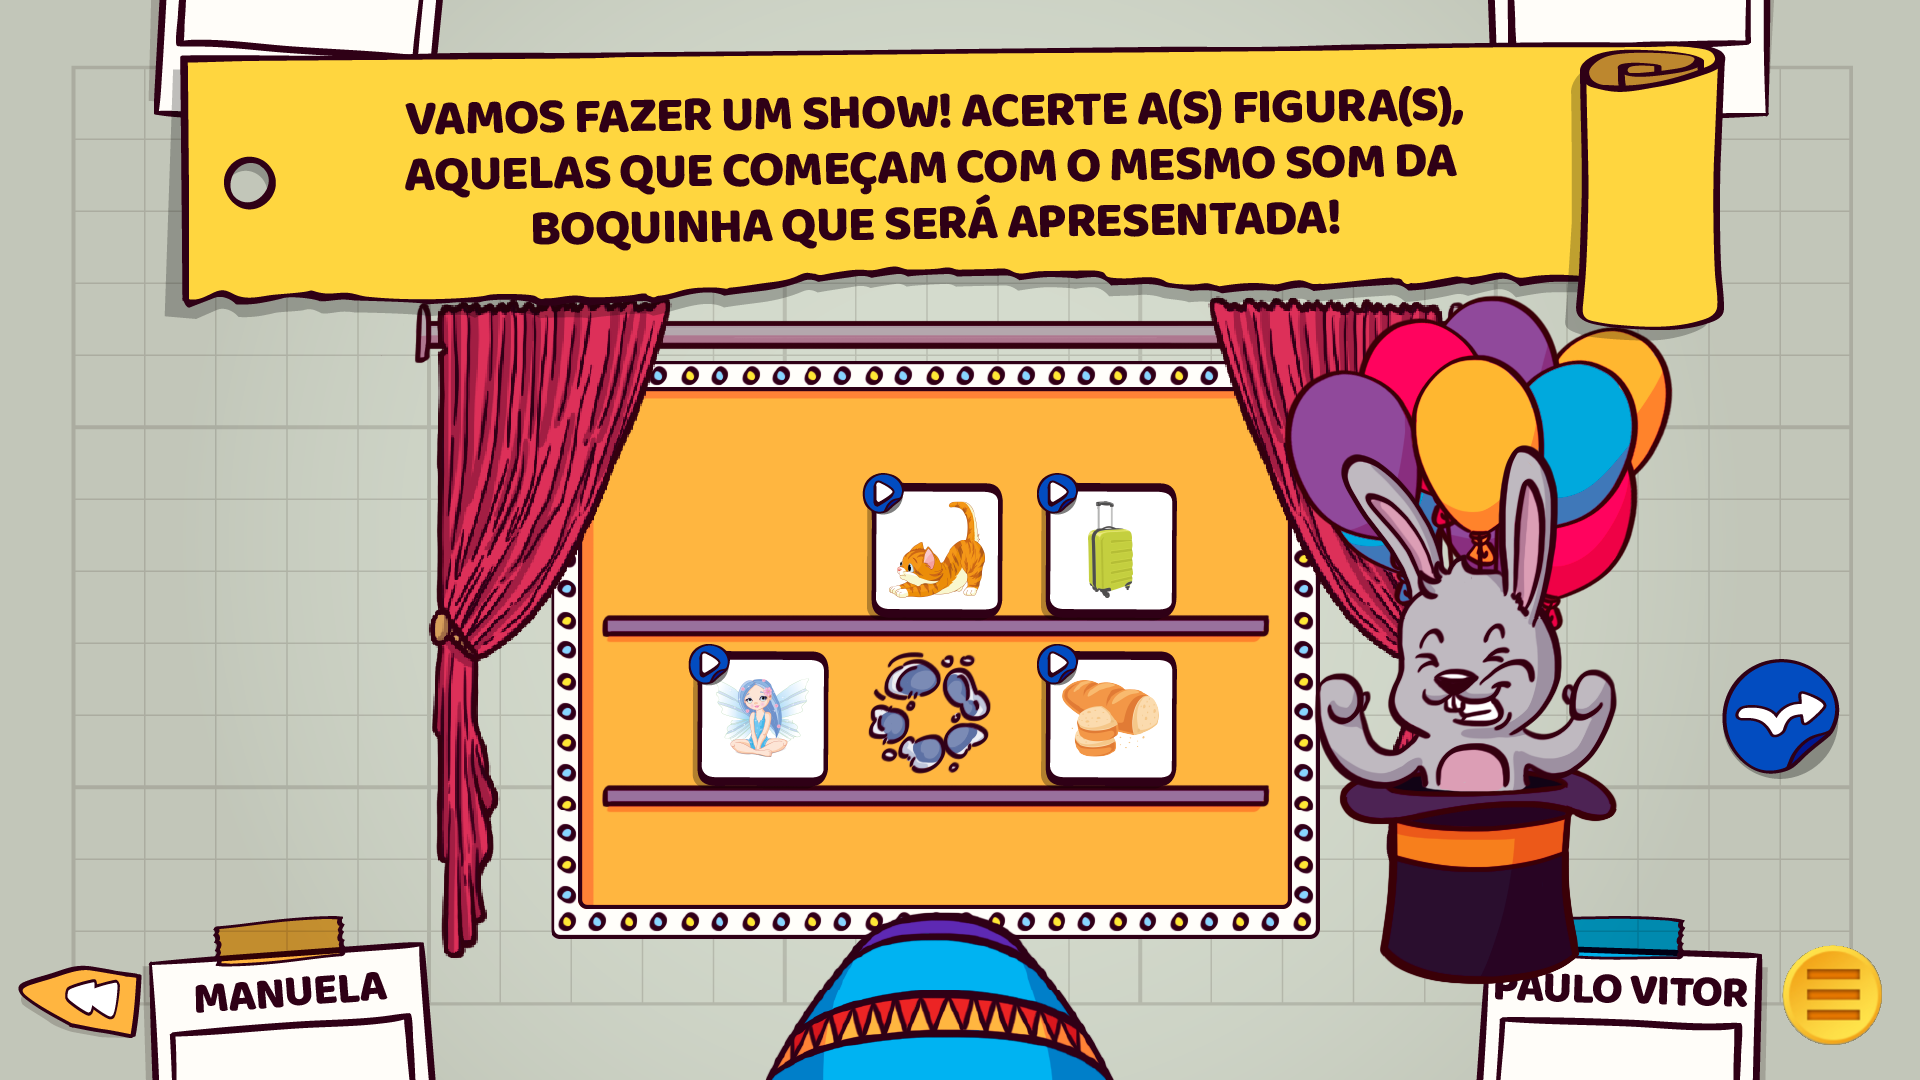 VAMOS FAZER UM SHOW! ACERTE A(S) FIGURA(S),
AQUELAS QUE COMEÇAM COM O MESMO SOM DA
BOQUINHA QUE SERÁ APRESENTADA!
MANUELA
PAULO VITOR